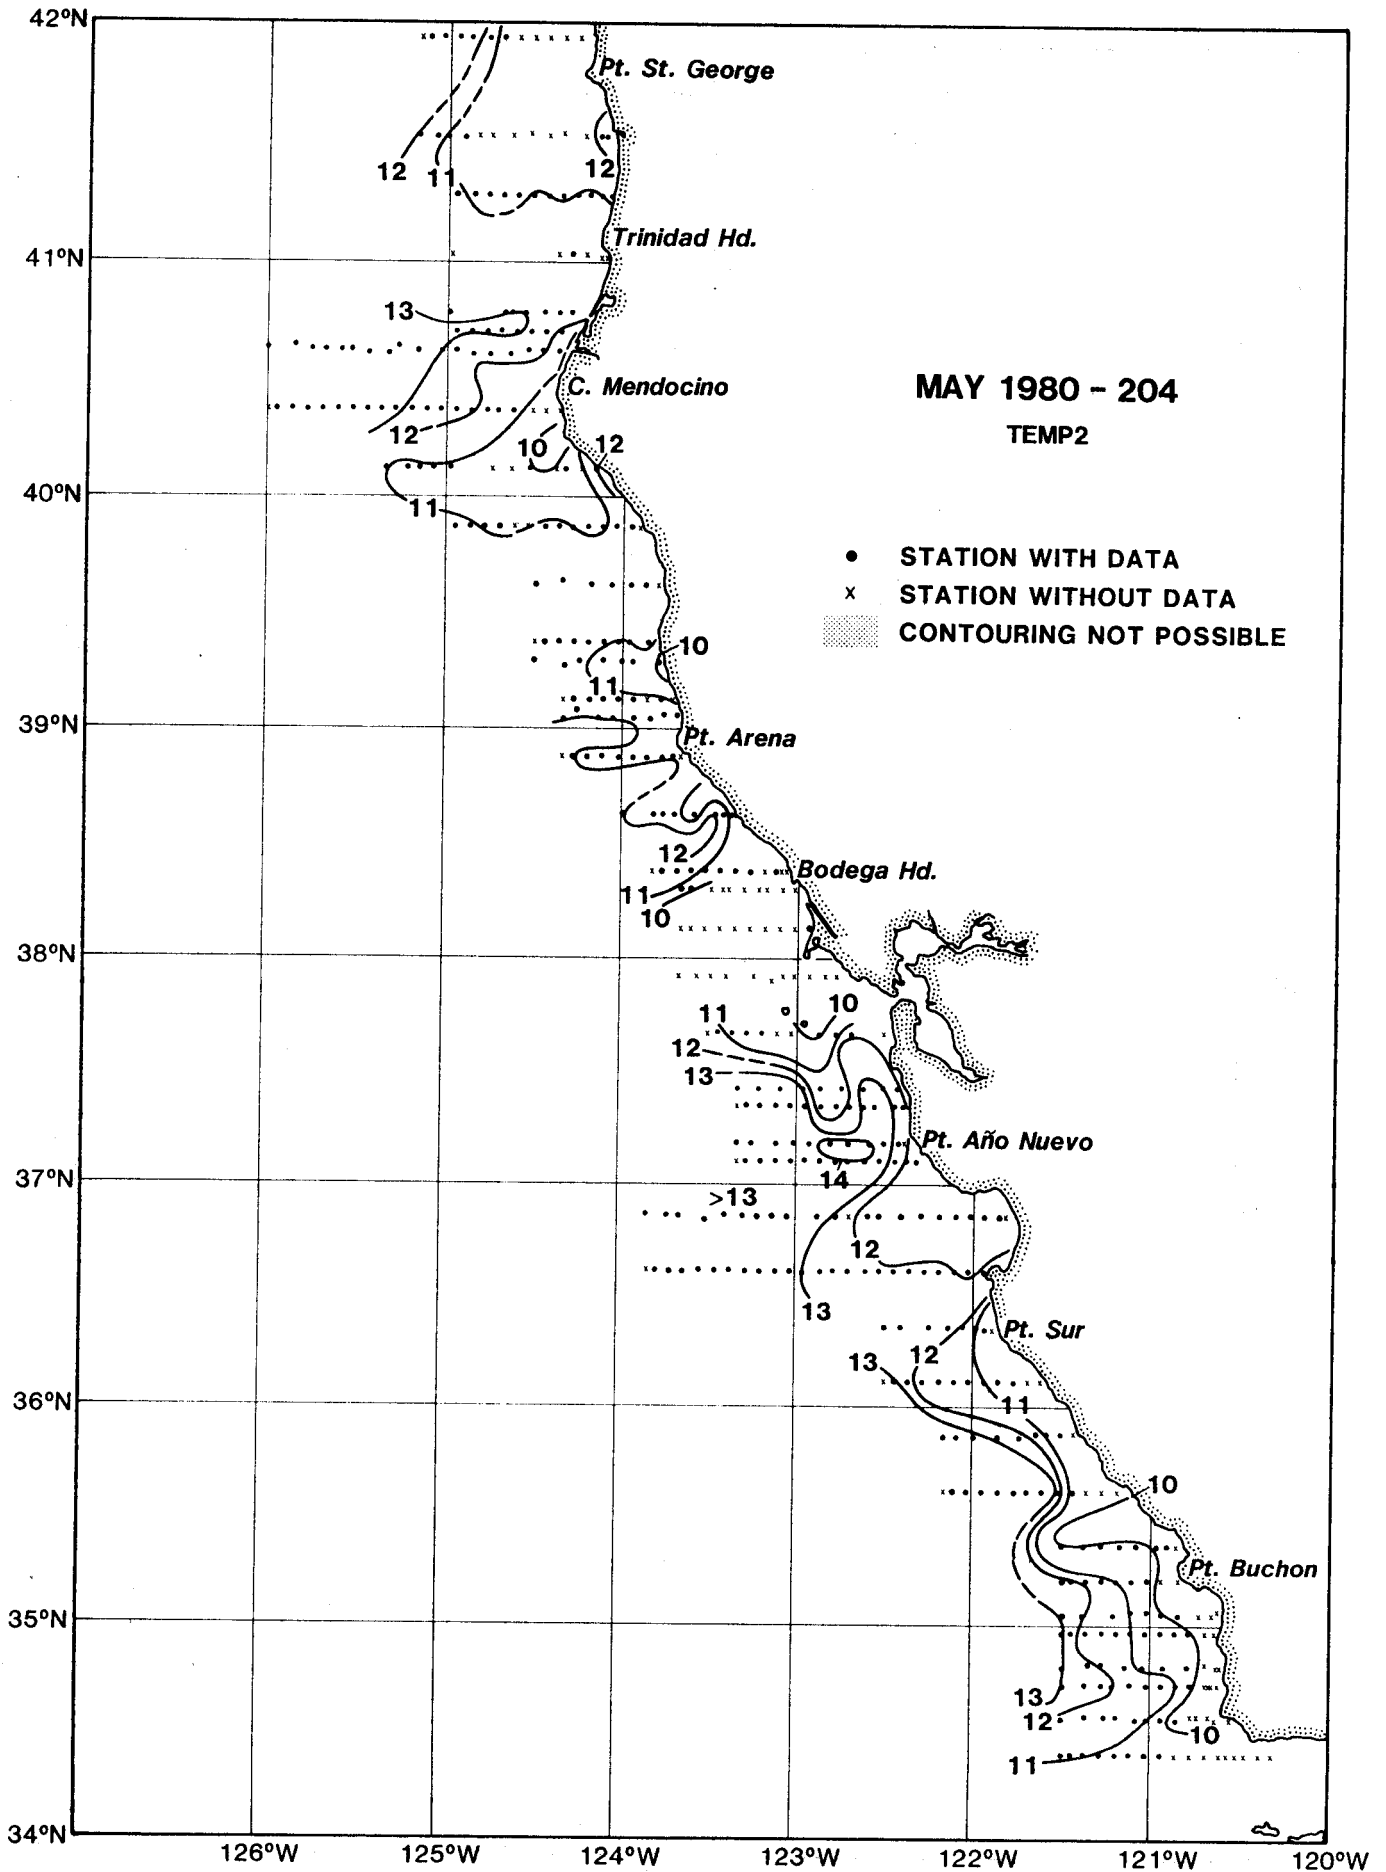 42°N
Pt. St. George
12
11
12
Trinidad Hd.
41°N
13
C. Mendocino
MAY 1980 - 204
12
TEMP2
10
12
40°N
11
• STATION WITH DATA
x STATION WITHOUT DATA
CONTOURING NOT POSSIBLE
10
11
39°N
Pt. Arena
12
Bodega Hd.
11
10
38°N
10
11
12
13
Pt. Año Nuevo
37°N
14
>13
12
13
Pt. Sur
12
13
36°N
11
10
Pt. Buchon
35°N
13
12
10
11
34°N
126°W
125°W
124°W
123°W
122°W
121°W
120°W